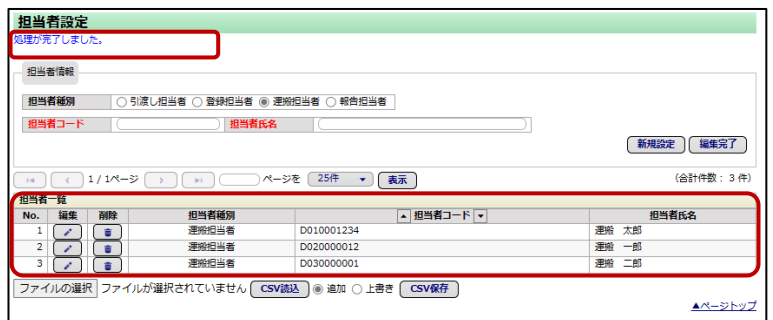 担当者設定
処理が完了しました。
担当者情報
担当者種別 引渡し担当者 登録担当者 運搬担当者 報告担当者
担当者コード 担当者氏名
新規設定 編集完了
1 / 1ページ ページを 25件 表示 (合計件数: 3 件)
担当者一覧
No. 編集 削除 担当者種別 ▲ 担当者コード ▼ 担当者氏名
1 運搬担当者 D010001234 運搬 太郎
2 運搬担当者 D020000012 運搬 一郎
3 運搬担当者 D030000001 運搬 二郎
ファイルの選択 ファイルが選択されていません CSV読込 追加 上書き CSV保存
▲ページトップ